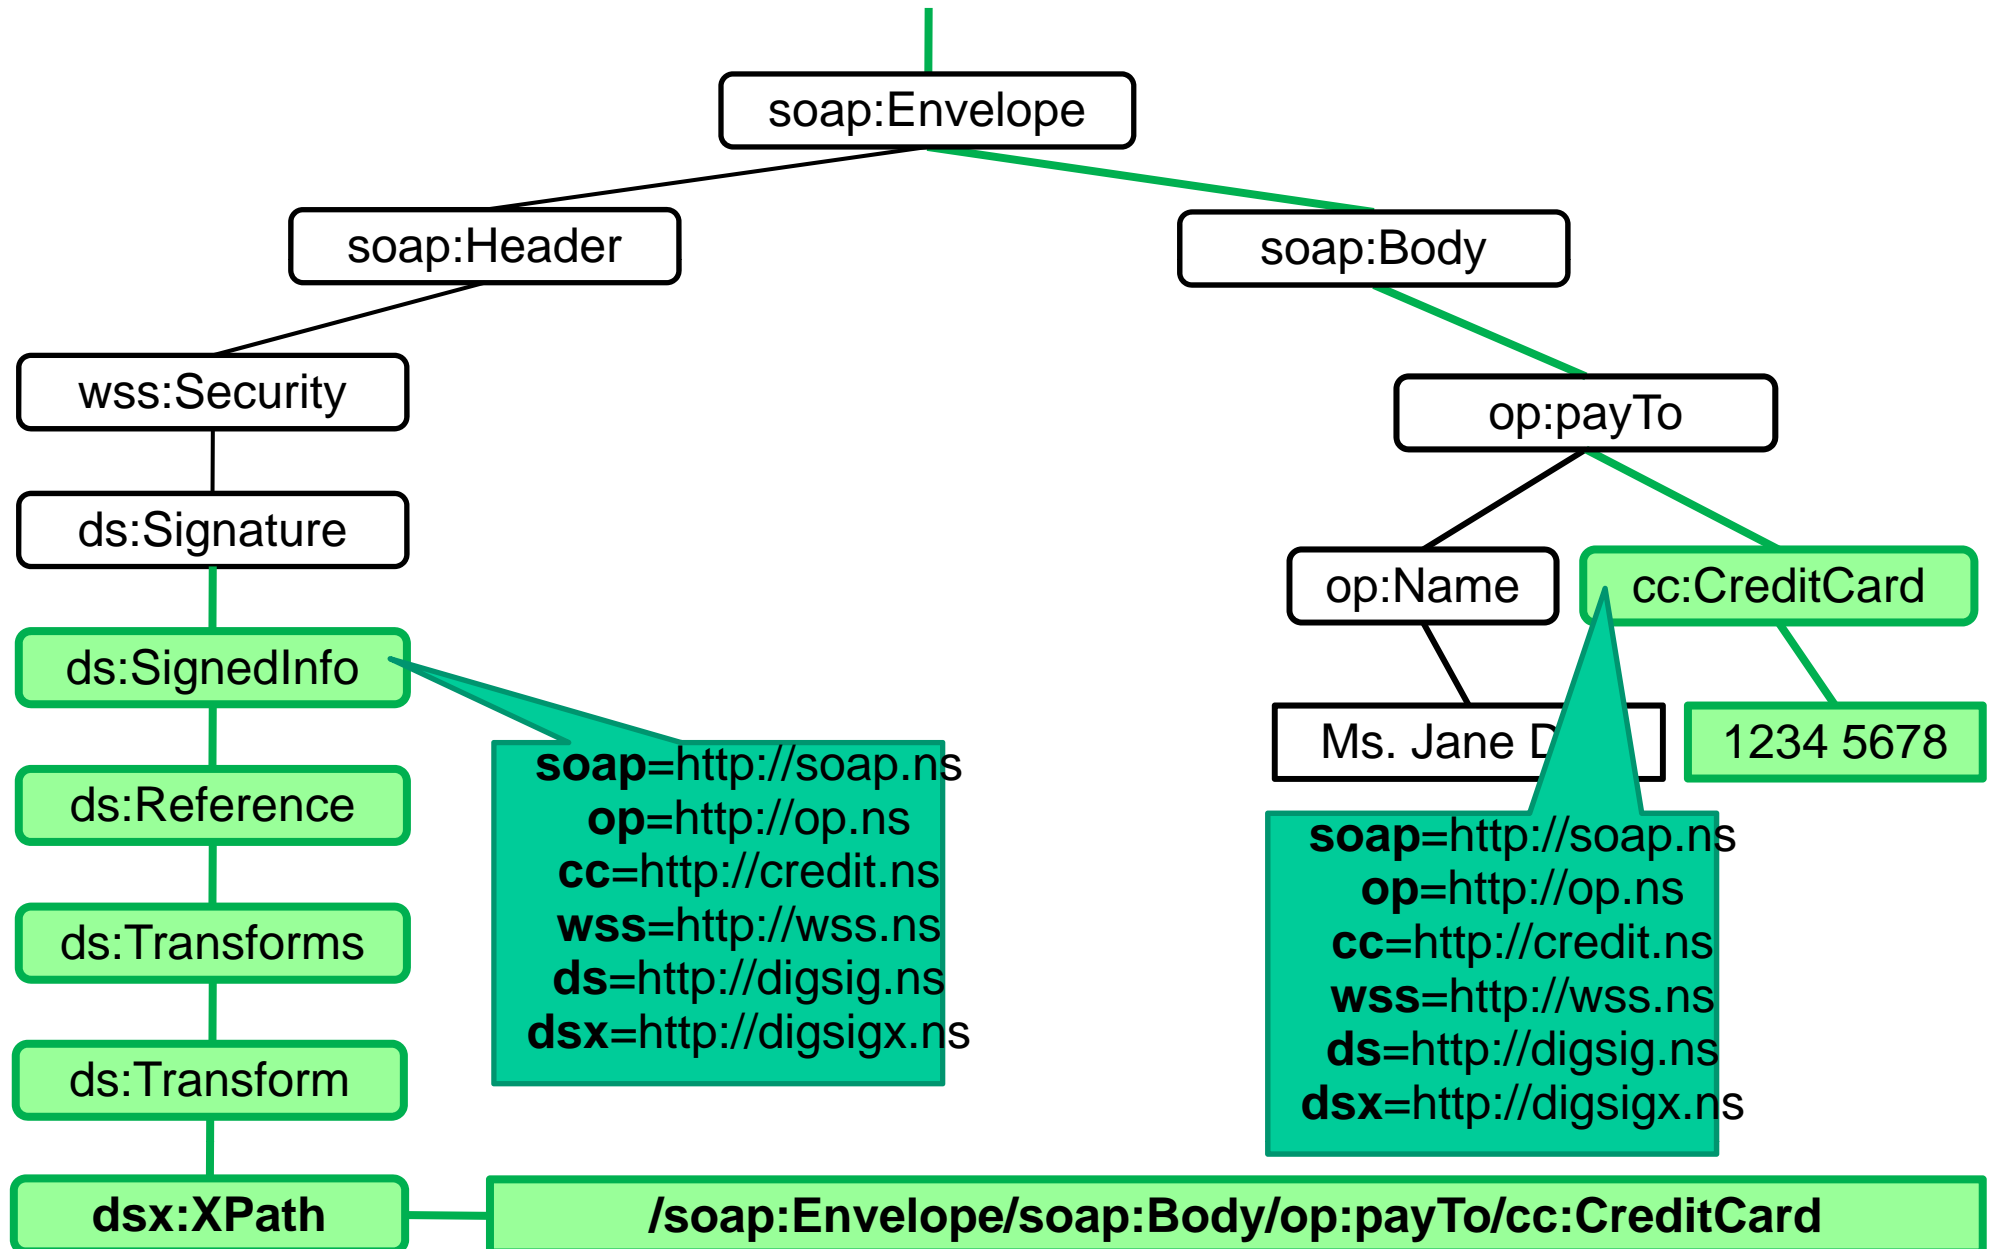 soap:Envelope
soap:Header
soap:Body
wss:Security
op:payTo
ds:Signature
op:Name
cc:CreditCard
ds:SignedInfo
Ms. Jane
1234 5678
soap=http://soap.ns
op=http://op.ns
cc=http://credit.ns
wss=http://wss.ns
ds=http://digsig.ns
dsx=http://digsigx.ns
ds:Reference
ds:Transforms
ds:Transform
soap=http://soap.ns
op=http://op.ns
cc=http://credit.ns
wss=http://wss.ns
ds=http://digsig.ns
dsx=http://digsigx.ns
dsx:XPath
/soap:Envelope/soap:Body/op:payTo/cc:CreditCard